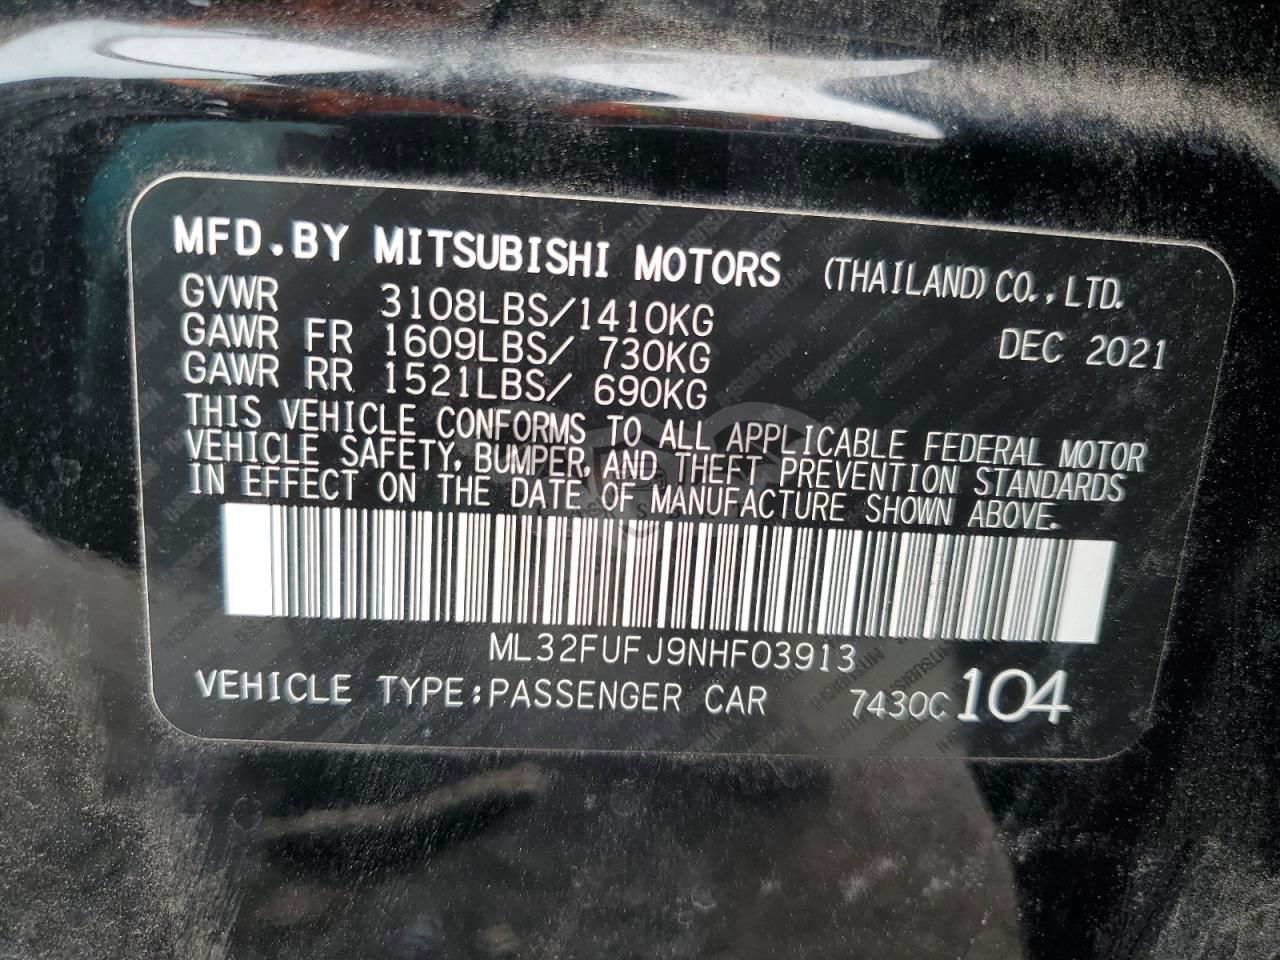 MFD.BY MITSUBISHI MOTORS (THAILAND) CO.,LTD.
GVWR 3108LBS/1410KG
GAWR FR 1609LBS/ 730KG DEC 2021
GAWR RR 1521LBS/ 690KG
THIS VEHICLE CONFORMS TO ALL APPLICABLE FEDERAL MOTOR
VEHICLE SAFETY, BUMPER, AND THEFT PREVENTION STANDARDS
IN EFFECT ON THE DATE OF MANUFACTURE SHOWN ABOVE.
ML32FUFJ9NHF03913
VEHICLE TYPE:PASSENGER CAR 7430C 104